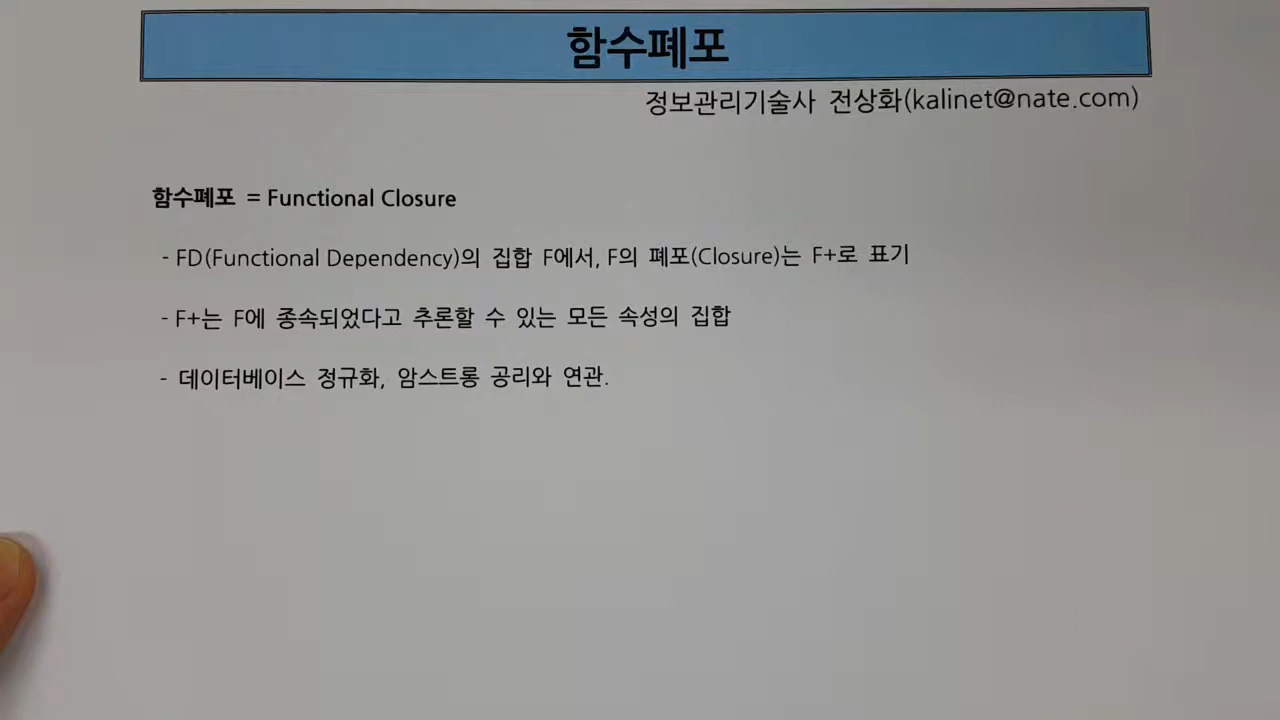 함수폐포
정보관리기술사 전상화(kalinet@nate.com)
함수폐포 = Functional Closure
- FD(Functional Dependency)의 집합 F에서, F의 폐포(Closure)는 F+로 표기
- F+는 F에 종속되었다고 추론할 수 있는 모든 속성의 집합
- 데이터베이스 정규화, 암스트롱 공리와 연관.